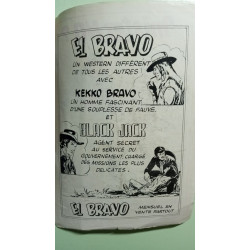 EL BRAVO
UN WESTERN DIFFÉRENT
DE TOUS LES AUTRES
AVEC
KEKKO BRAVO
UN HOMME FASCINANT
D'UNE SOUPLESSE DE FAUVE.
ET
BLACK JACK
AGENT SECRET
AU SERVICE DU
GOUVERNEMENT, CHARGÉ
DES MISSIONS LES PLUS
DÉLICATES.
EL BRAVO
MENSUEL EN
VENTE PARTOUT